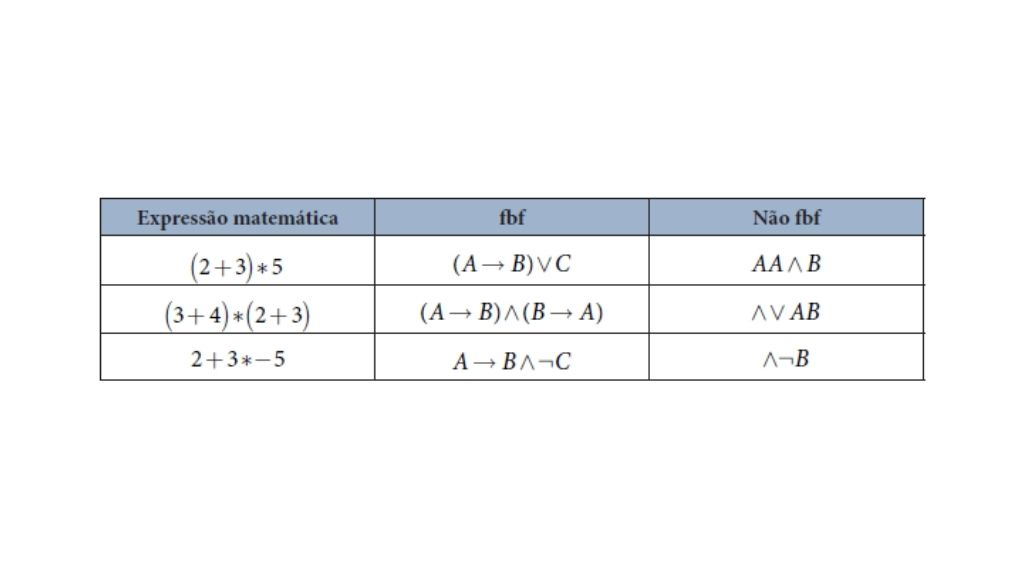 Expressão matemática fbf Não fbf
(2+3)∗5 (A→B)∨C AA∧B
(3+4)∗(2+3) (A→B)∧(B→A) ∧∨AB
2+3∗−5 A→B∧¬C ∧¬B